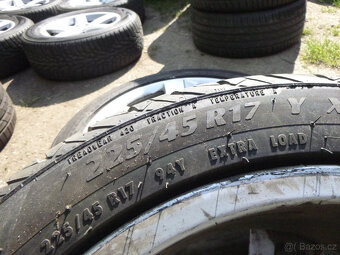 TREADWEAR 420 TRACTION A TEMPERATURE
225/45 R17 Y X
225/45 R17 94Y EXTRA LOAD
Bazos.cz